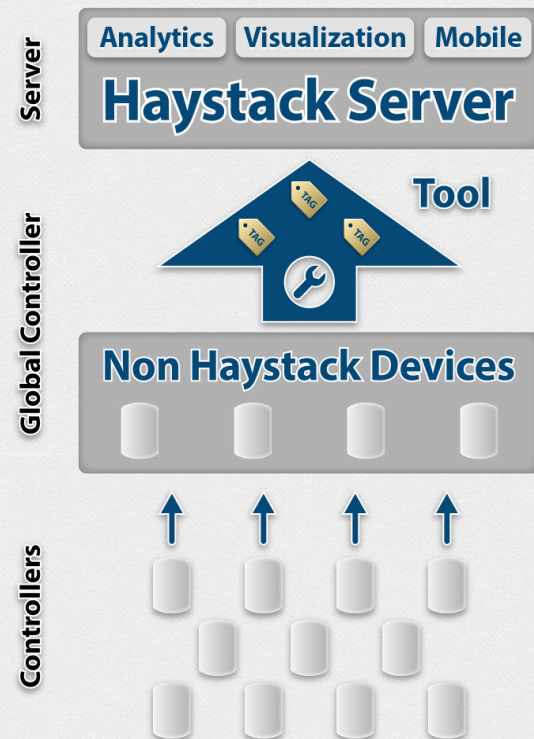 Server
Analytics
Visualization
Mobile
Haystack Server
Tool
TAG
TAG
TAG
Global Controller
Non Haystack Devices
Controllers